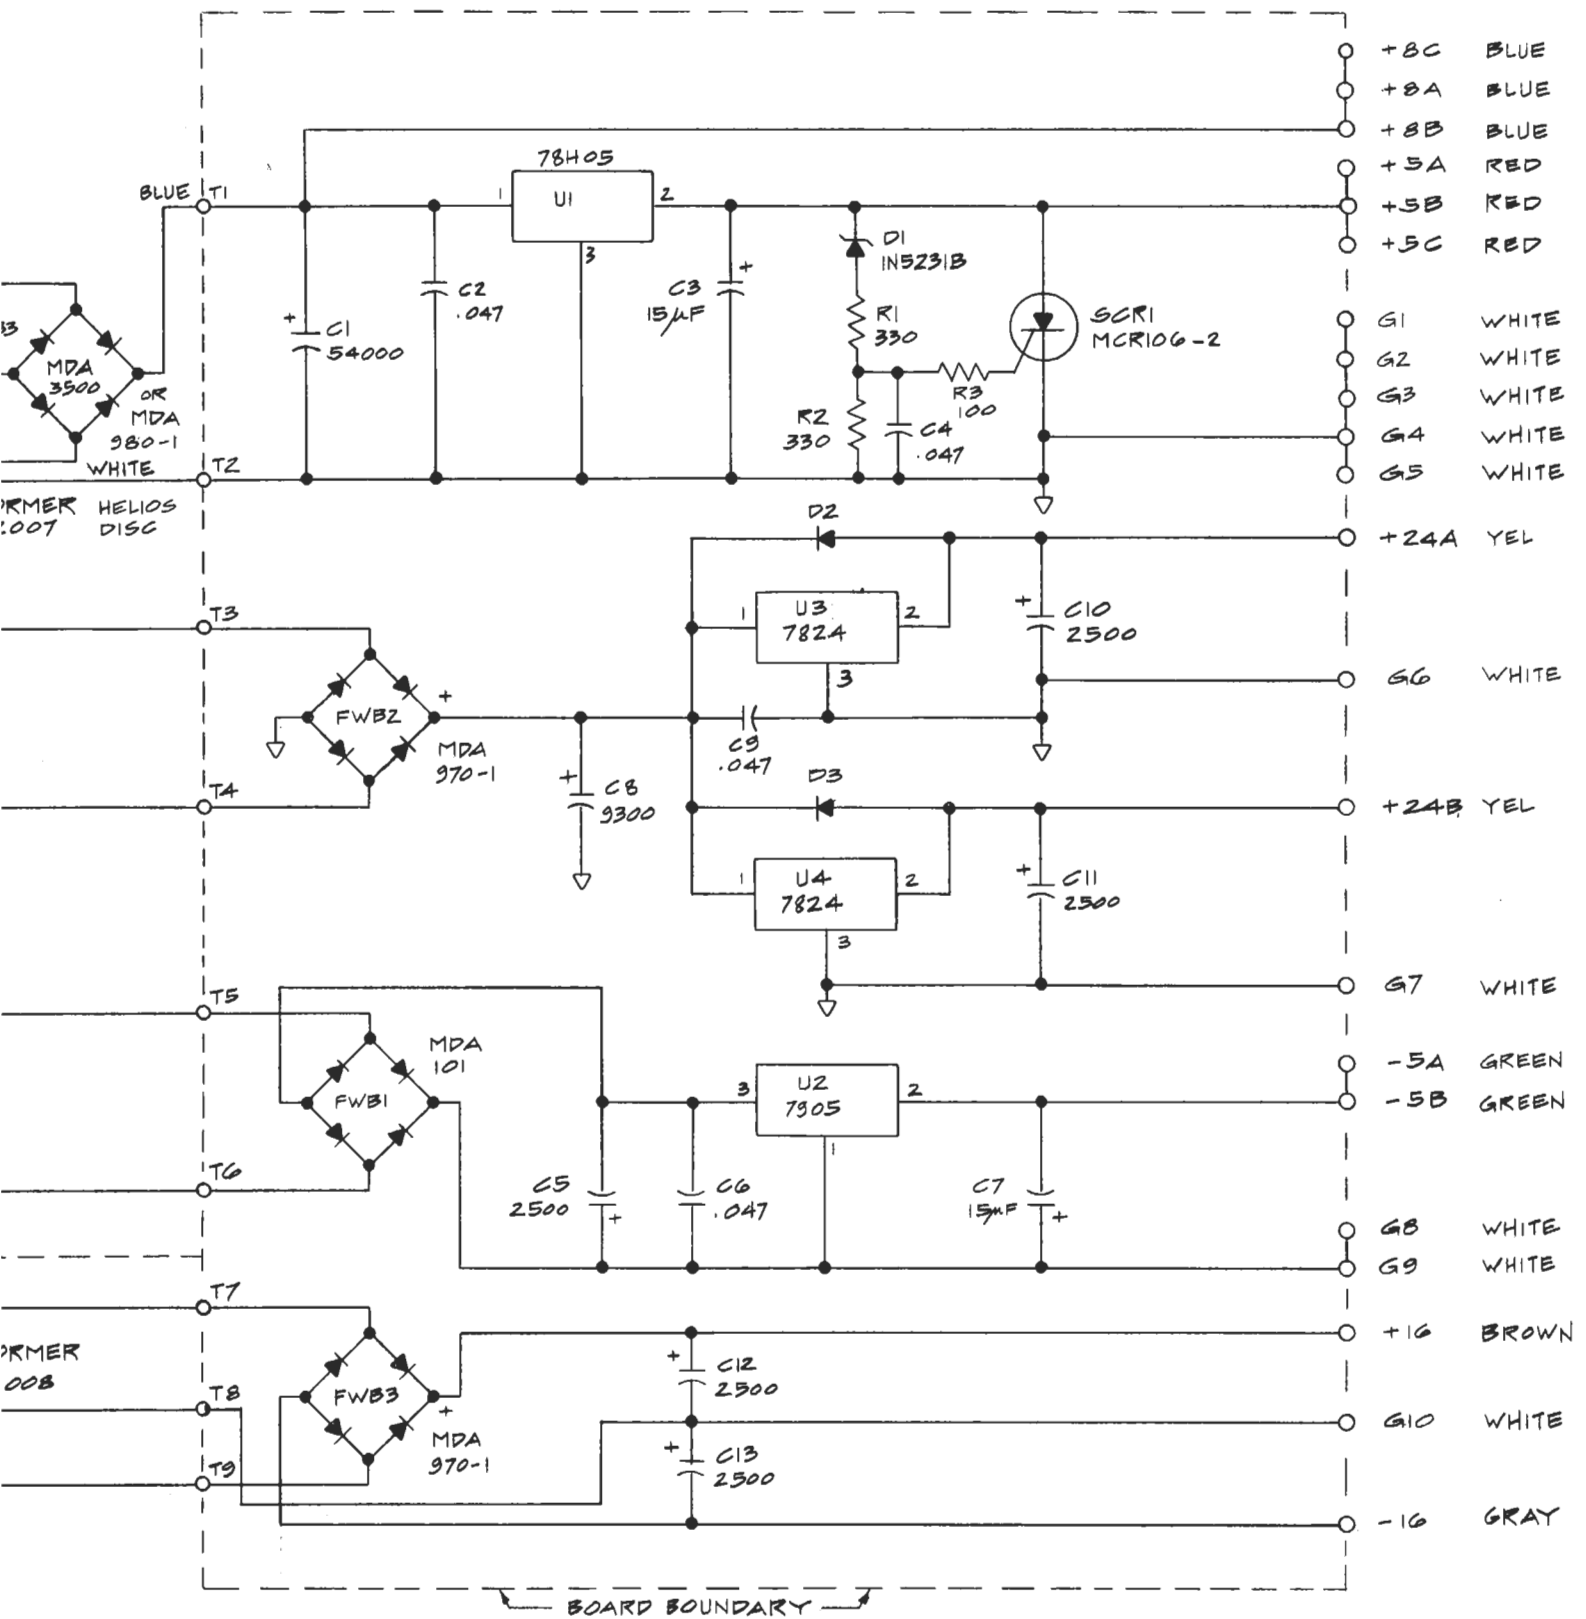 +8C BLUE
+8A BLUE
+8B BLUE
78H05
+5A RED
BLUE T1
1 U1 2
+5B RED
3
D1
1N5231B
+5C RED
+
C2
.047
C3
15µF
+
C1
54000
R1
330
SCR1
MCR106-2
G1 WHITE
G2 WHITE
MDA
3500
OR
MDA
980-1
R3
100
G3 WHITE
R2
330
C4
.047
G4 WHITE
WHITE T2
G5 WHITE
HELIOS
DISC
D2
+24A YEL
T3
1 U3 2
7824
3
+ C10
2500
G6 WHITE
FWB2 +
MDA
970-1
C9
.047
T4
+ C8
9300
D3
+24B YEL
1 U4 2
7824
3
+ C11
2500
T5
G7 WHITE
MDA
101
FWB1
-5A GREEN
3 U2 2
7905
1
-5B GREEN
T6
C5
2500 +
C6
.047
C7
15µF +
G8 WHITE
G9 WHITE
T7
+16 BROWN
T8
FWB3
+
MDA
970-1
+ C12
2500
G10 WHITE
T9
+ C13
2500
-16 GRAY
BOARD BOUNDARY